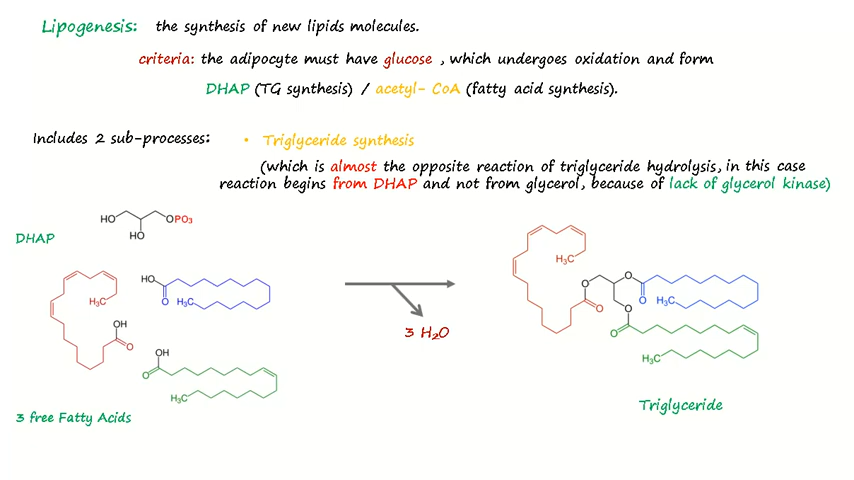 Lipogenesis: the synthesis of new lipids molecules.
criteria: the adipocyte must have glucose , which undergoes oxidation and form
DHAP (TG synthesis) / acetyl- CoA (fatty acid synthesis).
Includes 2 sub-processes: • Triglyceride synthesis
(which is almost the opposite reaction of triglyceride hydrolysis, in this case
reaction begins from DHAP and not from glycerol, because of lack of glycerol kinase)
HO OPO₃
HO
DHAP
H₃C
OH
O
HO
O H₃C
OH
O
H₃C
3 free Fatty Acids
3 H₂O
H₃C
O O
O
O H₃C
O
O
H₃C
Triglyceride